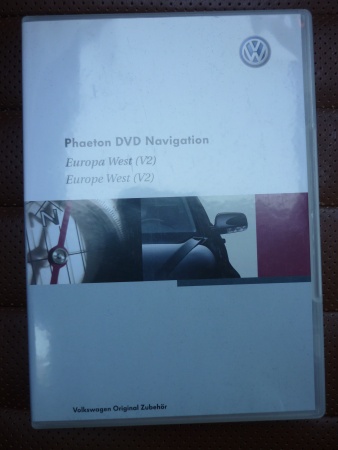 Phaeton DVD Navigation
Europa West (V2)
Europe West (V2)
Volkswagen Original Zubehör